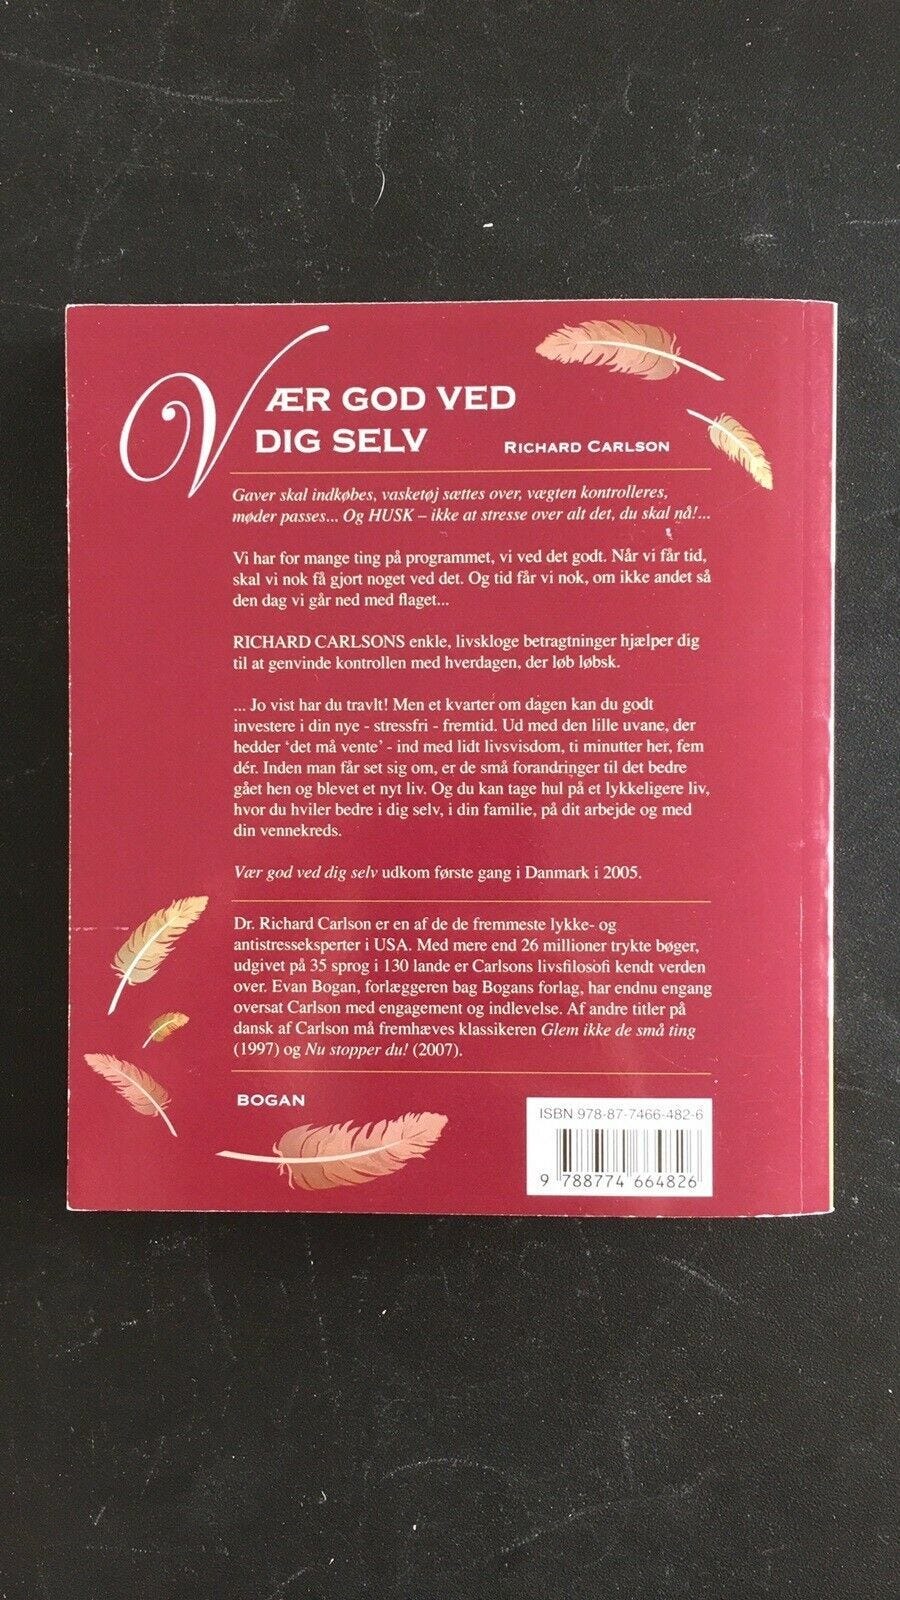 VÆR GOD VED
DIG SELV
RICHARD CARLSON
Gaver skal indkøbes, vasketøj sættes over, vægten kontrolleres,
møder passes... Og HUSK – ikke at stresse over alt det, du skal nå!...
Vi har for mange ting på programmet, vi ved det godt. Når vi får tid,
skal vi nok få gjort noget ved det. Og tid får vi nok, om ikke andet så
den dag vi går ned med flaget...
RICHARD CARLSONS enkle, livskloge betragtninger hjælper dig
til at genvinde kontrollen med hverdagen, der løb løbsk.
... Jo vist har du travlt! Men et kvarter om dagen kan du godt
investere i din nye - stressfri - fremtid. Ud med den lille uvane, der
hedder ‘det må vente’ - ind med lidt livsvisdom, ti minutter her, fem
dér. Inden man får set sig om, er de små forandringer til det bedre
gået hen og blevet et nyt liv. Og du kan tage hul på et lykkeligere liv,
hvor du hviler bedre i dig selv, i din familie, på dit arbejde og med
din vennekreds.
Vær god ved dig selv udkom første gang i Danmark i 2005.
Dr. Richard Carlson er en af de de fremmeste lykke- og
antistresseksperter i USA. Med mere end 26 millioner trykte bøger,
udgivet på 35 sprog i 130 lande er Carlsons livsfilosofi kendt verden
over. Evan Bogan, forlæggeren bag Bogans forlag, har endnu engang
oversat Carlson med engagement og indlevelse. Af andre titler på
dansk af Carlson må fremhæves klassikeren Glem ikke de små ting
(1997) og Nu stopper du! (2007).
BOGAN
ISBN 978-87-7466-482-6
9 788774 664826